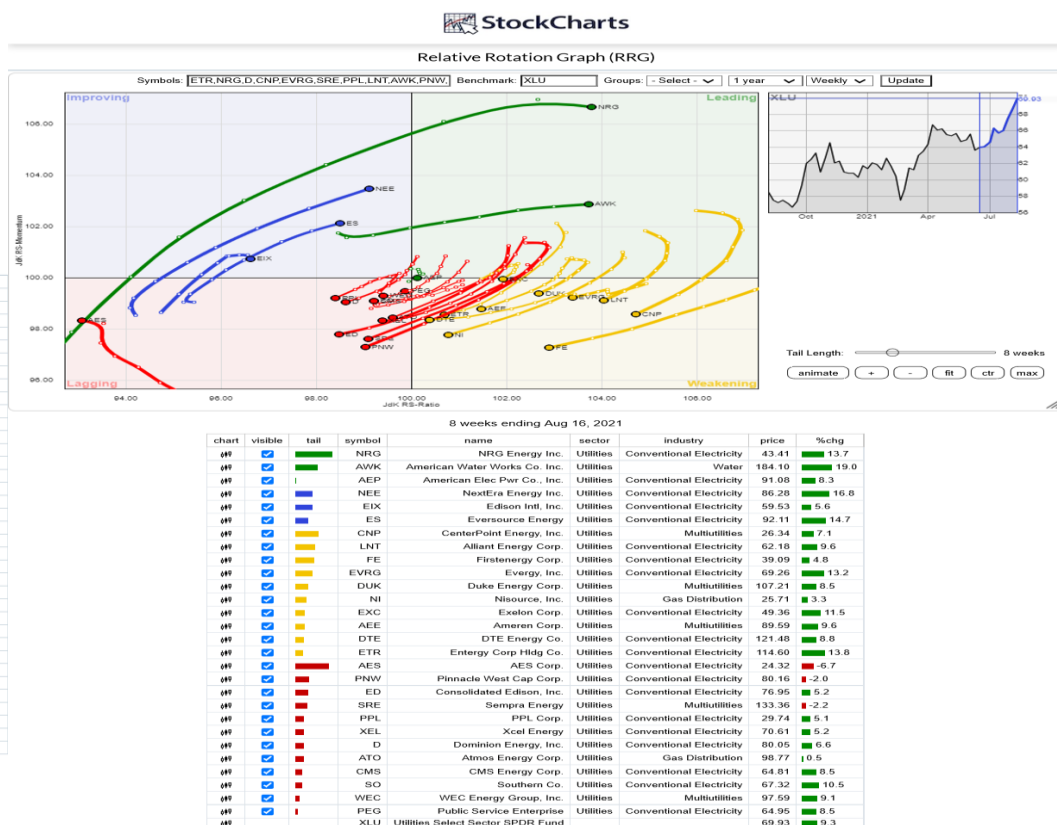 StockCharts
Relative Rotation Graph (RRG)
Symbols: ETR,NRG,D,CNP,EVRG,SRE,PPL,LNT,AWK,PNW, Benchmark: XLU Groups: - Select - 1 year Weekly Update
Improving Leading
NRG
NEE
AWK
ES
EIX
EXC
DUK
EVRG
LNT
CNP
AEE
ETR
DTE
NI
FE
ED
PNW
AES
Lagging Weakening
106.00
104.00
102.00
100.00
98.00
96.00
JdK RS-Momentum
94.00 96.00 98.00 100.00 102.00 104.00 106.00
JdK RS-Ratio
XLU
68
66
64
62
60
58
56
Oct 2021 Apr Jul
Tail Length: 8 weeks
animate + - fit ctr max
8 weeks ending Aug 16, 2021
chart visible tail symbol name sector industry price %chg
NRG NRG Energy Inc. Utilities Conventional Electricity 43.41 13.7
AWK American Water Works Co. Inc. Utilities Water 184.10 19.0
AEP American Elec Pwr Co., Inc. Utilities Conventional Electricity 91.08 8.3
NEE NextEra Energy Inc. Utilities Conventional Electricity 86.28 16.8
EIX Edison Intl, Inc. Utilities Conventional Electricity 59.53 5.6
ES Eversource Energy Utilities Conventional Electricity 92.11 14.7
CNP CenterPoint Energy, Inc. Utilities Multiutilities 26.34 7.1
LNT Alliant Energy Corp. Utilities Conventional Electricity 62.18 9.6
FE Firstenergy Corp. Utilities Conventional Electricity 39.09 4.8
EVRG Evergy, Inc. Utilities Conventional Electricity 69.26 13.2
DUK Duke Energy Corp. Utilities Multiutilities 107.21 8.5
NI Nisource, Inc. Utilities Gas Distribution 25.71 3.3
EXC Exelon Corp. Utilities Conventional Electricity 49.36 11.5
AEE Ameren Corp. Utilities Multiutilities 89.59 9.6
DTE DTE Energy Co. Utilities Conventional Electricity 121.48 8.8
ETR Entergy Corp Hldg Co. Utilities Conventional Electricity 114.60 13.8
AES AES Corp. Utilities Conventional Electricity 24.32 -6.7
PNW Pinnacle West Cap Corp. Utilities Conventional Electricity 80.16 -2.0
ED Consolidated Edison, Inc. Utilities Conventional Electricity 76.95 5.2
SRE Sempra Energy Utilities Multiutilities 133.36 -2.2
PPL PPL Corp. Utilities Conventional Electricity 29.74 5.1
XEL Xcel Energy Utilities Conventional Electricity 70.61 5.2
D Dominion Energy, Inc. Utilities Conventional Electricity 80.05 6.6
ATO Atmos Energy Corp. Utilities Gas Distribution 98.77 0.5
CMS CMS Energy Corp. Utilities Conventional Electricity 64.81 8.5
SO Southern Co. Utilities Conventional Electricity 67.32 10.5
WEC WEC Energy Group, Inc. Utilities Multiutilities 97.59 9.1
PEG Public Service Enterprise Utilities Conventional Electricity 64.95 8.5
XLU Utilities Select Sector SPDR Fund 69.93 9.3